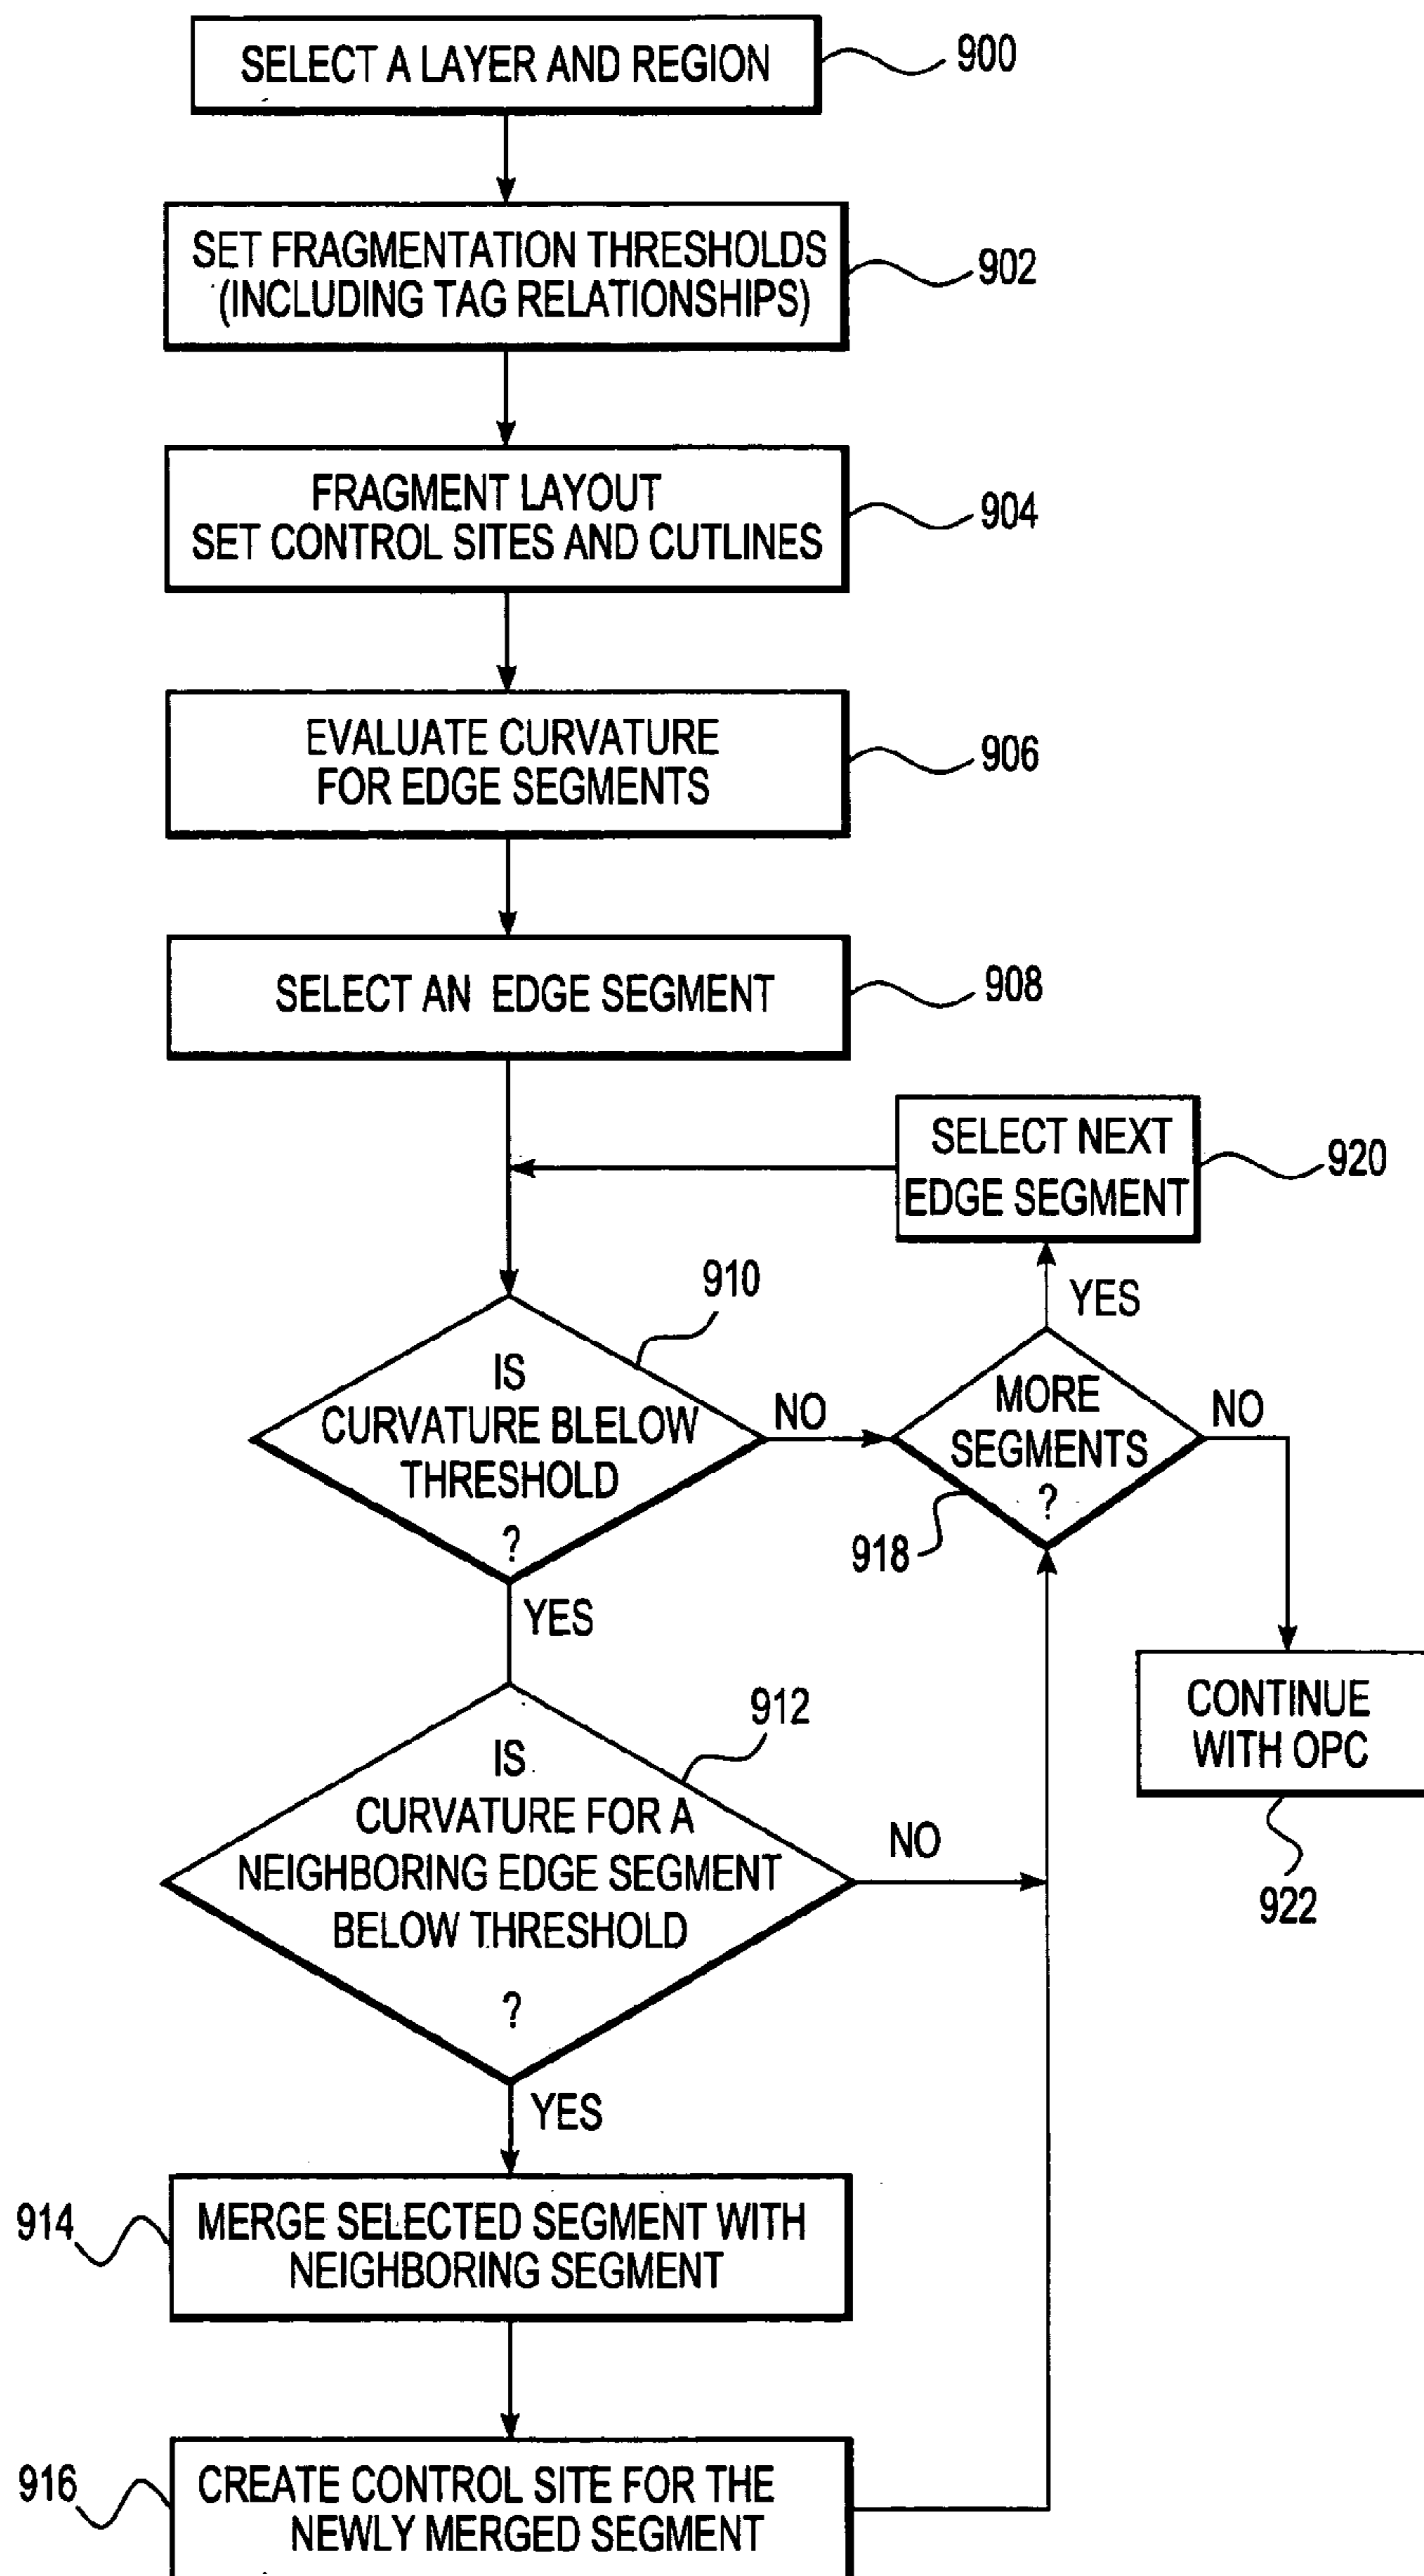 SELECT A LAYER AND REGION
900
SET FRAGMENTATION THRESHOLDS
(INCLUDING TAG RELATIONSHIPS)
902
FRAGMENT LAYOUT
SET CONTROL SITES AND CUTLINES
904
EVALUATE CURVATURE
FOR EDGE SEGMENTS
906
SELECT AN EDGE SEGMENT
908
SELECT NEXT
EDGE SEGMENT
920
YES
910
IS
CURVATURE BLELOW
THRESHOLD
?
NO
MORE
SEGMENTS
?
918
NO
YES
CONTINUE
WITH OPC
922
912
IS
CURVATURE FOR A
NEIGHBORING EDGE SEGMENT
BELOW THRESHOLD
?
NO
YES
914
MERGE SELECTED SEGMENT WITH
NEIGHBORING SEGMENT
916
CREATE CONTROL SITE FOR THE
NEWLY MERGED SEGMENT